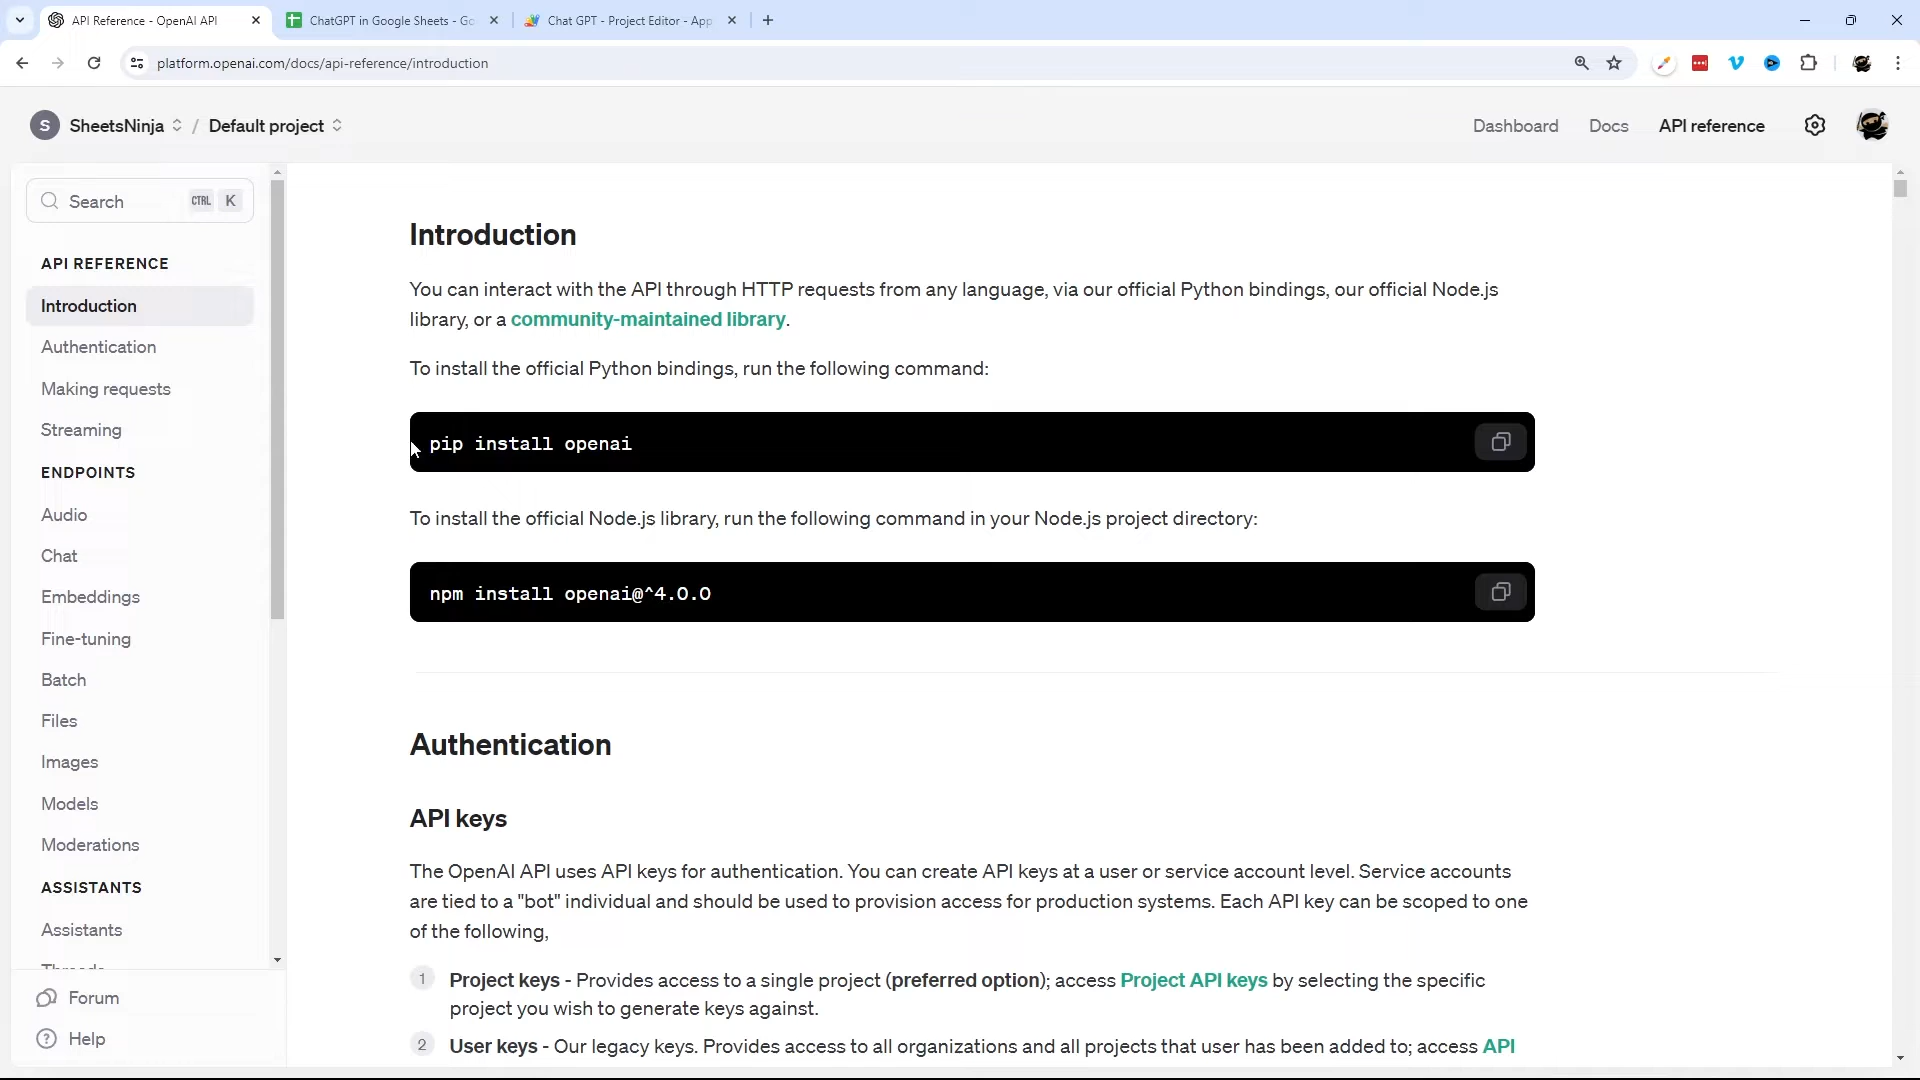 API Reference - OpenAI API
ChatGPT in Google Sheets - Go
Chat GPT - Project Editor - App
platform.openai.com/docs/api-reference/introduction
S SheetsNinja / Default project
Dashboard Docs API reference
Search CTRL K
API REFERENCE
Introduction
Authentication
Making requests
Streaming
ENDPOINTS
Audio
Chat
Embeddings
Fine-tuning
Batch
Files
Images
Models
Moderations
ASSISTANTS
Assistants
Threads
Forum
Help
Introduction
You can interact with the API through HTTP requests from any language, via our official Python bindings, our official Node.js
library, or a community-maintained library.
To install the official Python bindings, run the following command:
pip install openai
To install the official Node.js library, run the following command in your Node.js project directory:
npm install openai@^4.0.0
Authentication
API keys
The OpenAI API uses API keys for authentication. You can create API keys at a user or service account level. Service accounts
are tied to a "bot" individual and should be used to provision access for production systems. Each API key can be scoped to one
of the following,
1 Project keys - Provides access to a single project (preferred option); access Project API keys by selecting the specific
project you wish to generate keys against.
2 User keys - Our legacy keys. Provides access to all organizations and all projects that user has been added to; access API